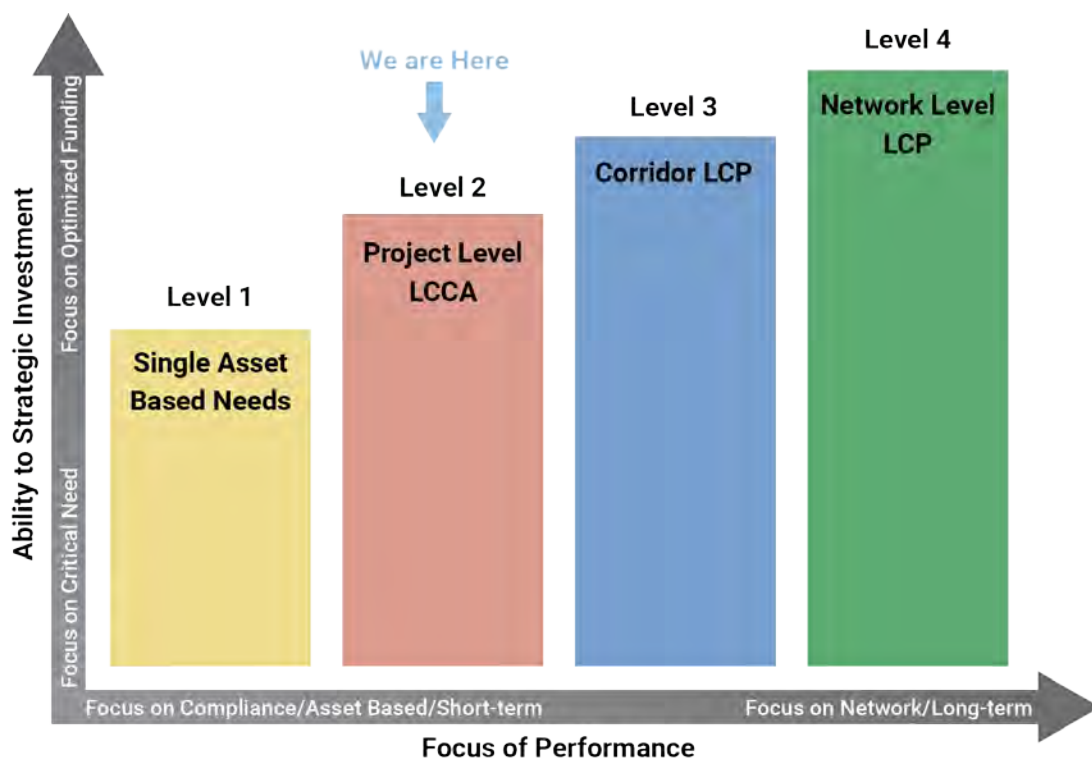 Level 4
We are Here
Network Level
LCP
Level 3
Corridor LCP
Level 2
Project Level
LCCA
Level 1
Single Asset
Based Needs
Ability to Strategic Investment
Focus on Optimized Funding
Focus on Critical Need
Focus on Compliance/Asset Based/Short-term
Focus on Network/Long-term
Focus of Performance